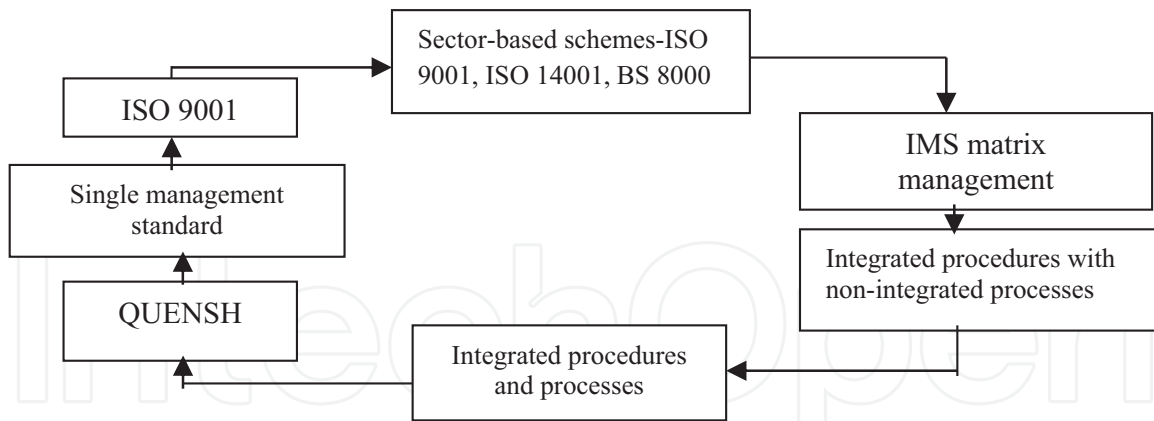 Sector-based schemes-ISO
9001, ISO 14001, BS 8000
ISO 9001
IMS matrix
management
Single management
standard
Integrated procedures with
non-integrated processes
QUENSH
Integrated procedures
and processes
IntechOpen